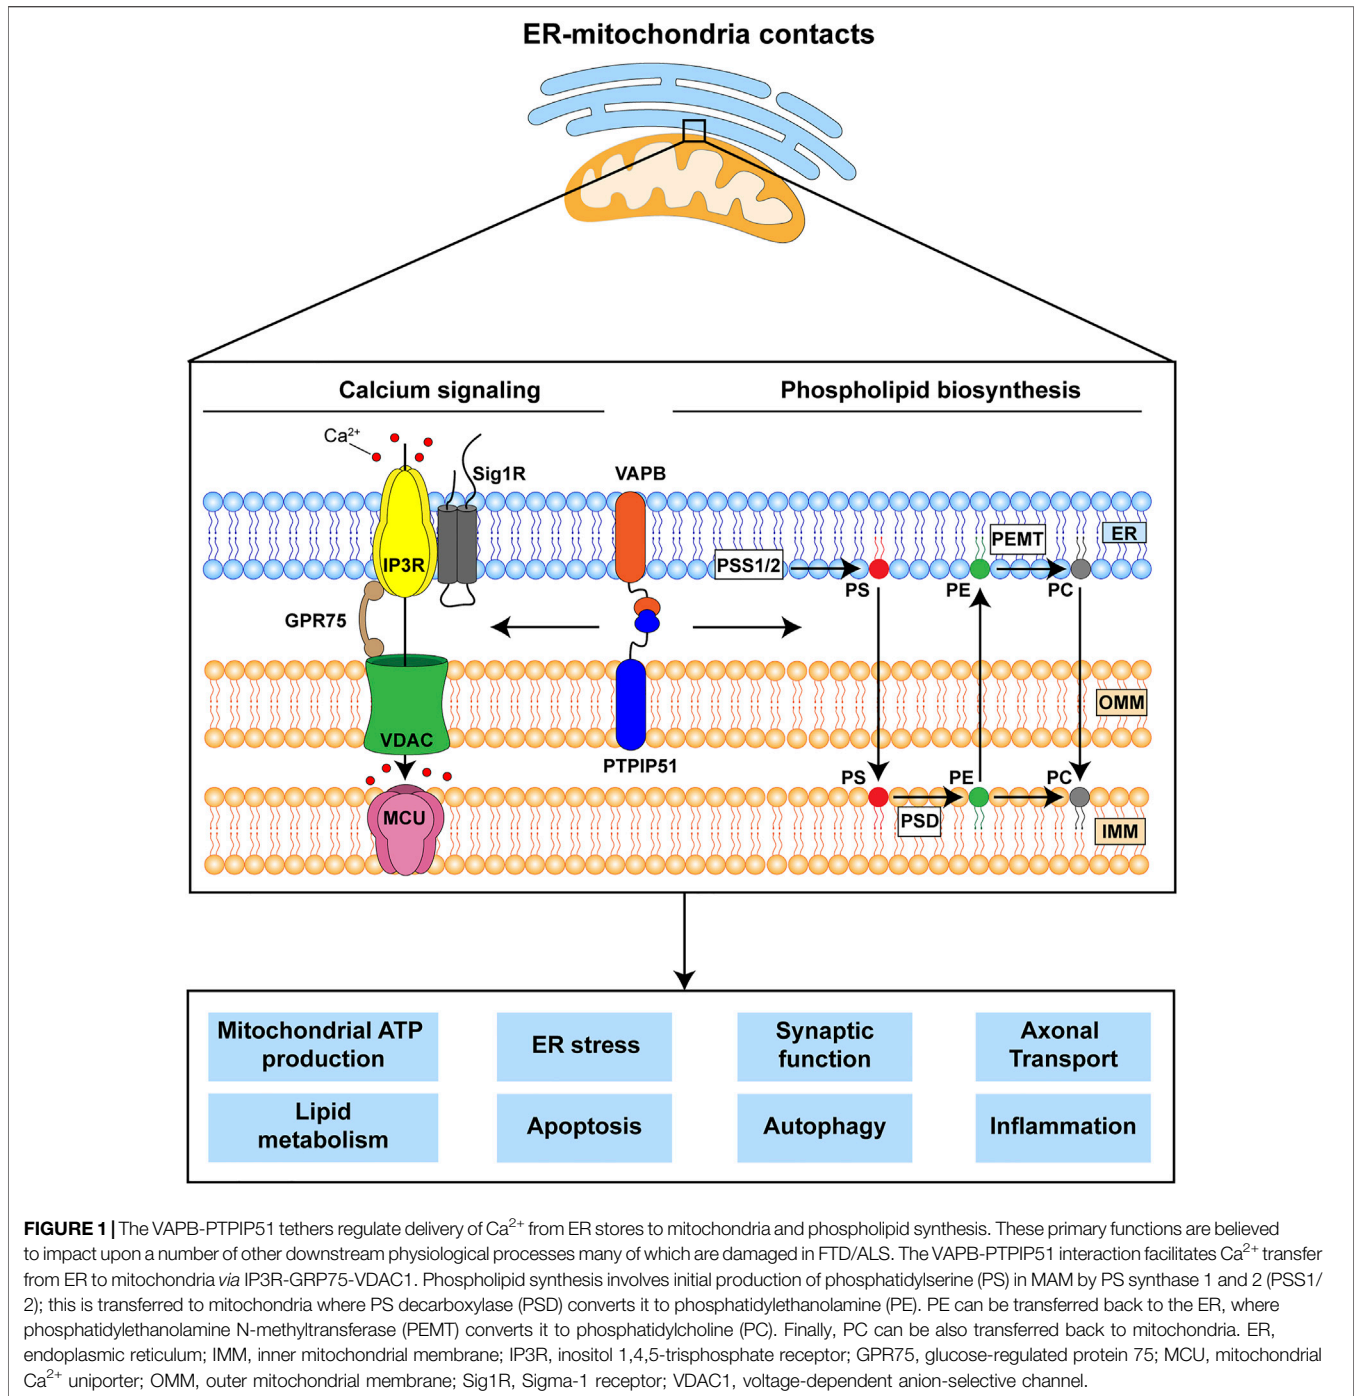 ER-mitochondria contacts
Calcium signaling
Phospholipid biosynthesis
Ca²⁺
Sig1R
VAPB
ER
PEMT
IP3R
PSS1/2
PS
PE
PC
GPR75
OMM
VDAC
PTPIP51
PS
PE
PC
MCU
PSD
IMM
Mitochondrial ATP
production
ER stress
Synaptic
function
Axonal
Transport
Lipid
metabolism
Apoptosis
Autophagy
Inflammation
FIGURE 1 | The VAPB-PTPIP51 tethers regulate delivery of Ca²⁺ from ER stores to mitochondria and phospholipid synthesis. These primary functions are believed
to impact upon a number of other downstream physiological processes many of which are damaged in FTD/ALS. The VAPB-PTPIP51 interaction facilitates Ca²⁺ transfer
from ER to mitochondria via IP3R-GRP75-VDAC1. Phospholipid synthesis involves initial production of phosphatidylserine (PS) in MAM by PS synthase 1 and 2 (PSS1/
2); this is transferred to mitochondria where PS decarboxylase (PSD) converts it to phosphatidylethanolamine (PE). PE can be transferred back to the ER, where
phosphatidylethanolamine N-methyltransferase (PEMT) converts it to phosphatidylcholine (PC). Finally, PC can be also transferred back to mitochondria. ER,
endoplasmic reticulum; IMM, inner mitochondrial membrane; IP3R, inositol 1,4,5-trisphosphate receptor; GPR75, glucose-regulated protein 75; MCU, mitochondrial
Ca²⁺ uniporter; OMM, outer mitochondrial membrane; Sig1R, Sigma-1 receptor; VDAC1, voltage-dependent anion-selective channel.